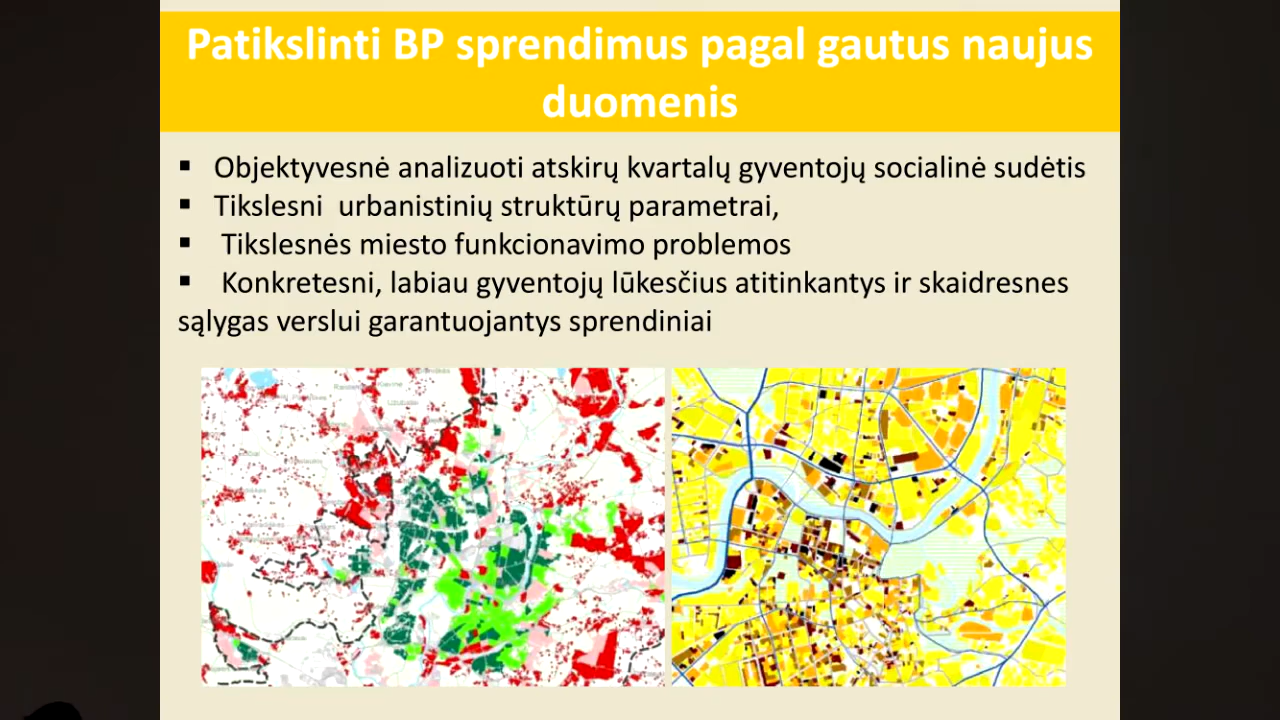 Patikslinti BP sprendimus pagal gautus naujus
duomenis
▪ Objektyvesnė analizuoti atskirų kvartalų gyventojų socialinė sudėtis
▪ Tikslesni urbanistinių struktūrų parametrai,
▪ Tikslesnės miesto funkcionavimo problemos
▪ Konkretesni, labiau gyventojų lūkesčius atitinkantys ir skaidresnes
sąlygas verslui garantuojantys sprendiniai